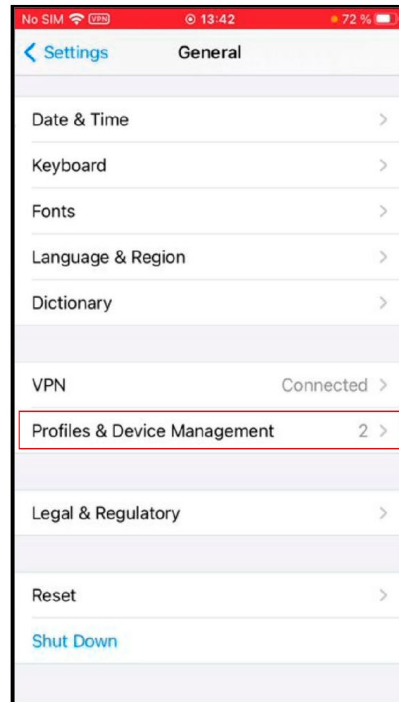 No SIM VPN 13:42 72 %
Settings General
Date & Time
Keyboard
Fonts
Language & Region
Dictionary
VPN Connected
Profiles & Device Management 2
Legal & Regulatory
Reset
Shut Down